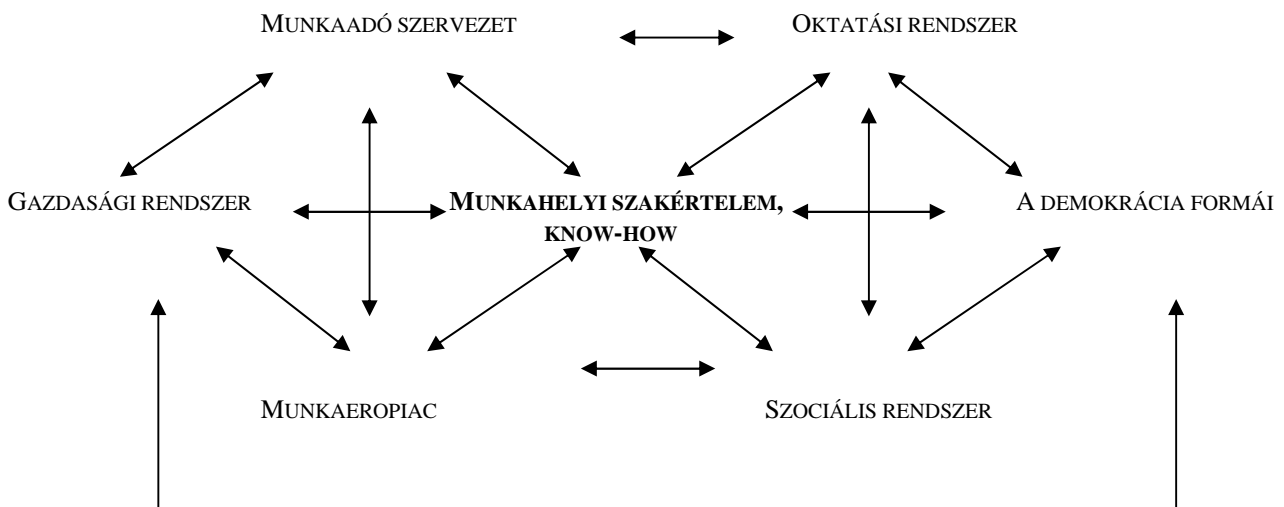 MUNKAADÓ SZERVEZET
OKTATÁSI RENDSZER
GAZDASÁGI RENDSZER
MUNKAHELYI SZAKÉRTELEM,
KNOW-HOW
A DEMOKRÁCIA FORMÁI
MUNKAEROPIAC
SZOCIÁLIS RENDSZER